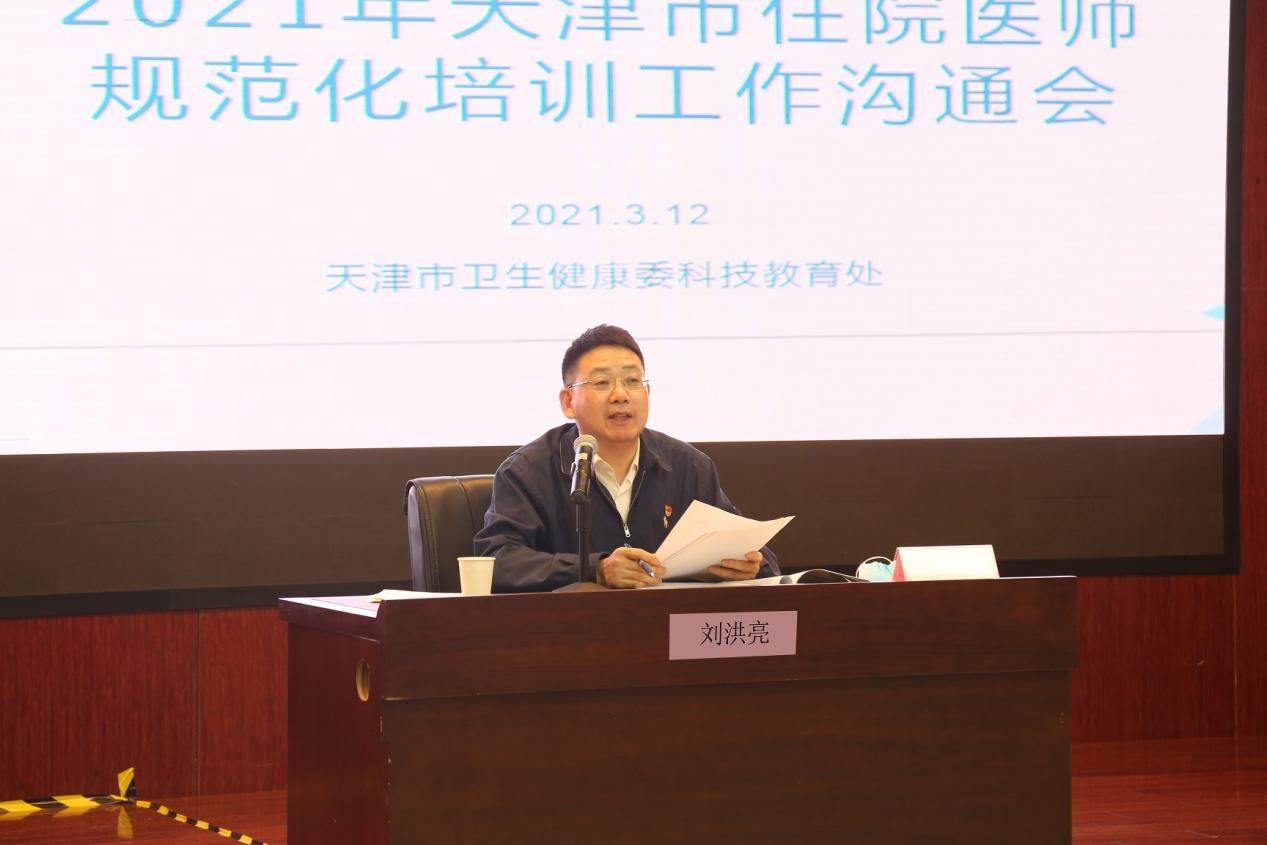 2021年天津市住院医师
规范化培训工作沟通会
2021.3.12
天津市卫生健康委科技教育处
刘洪亮